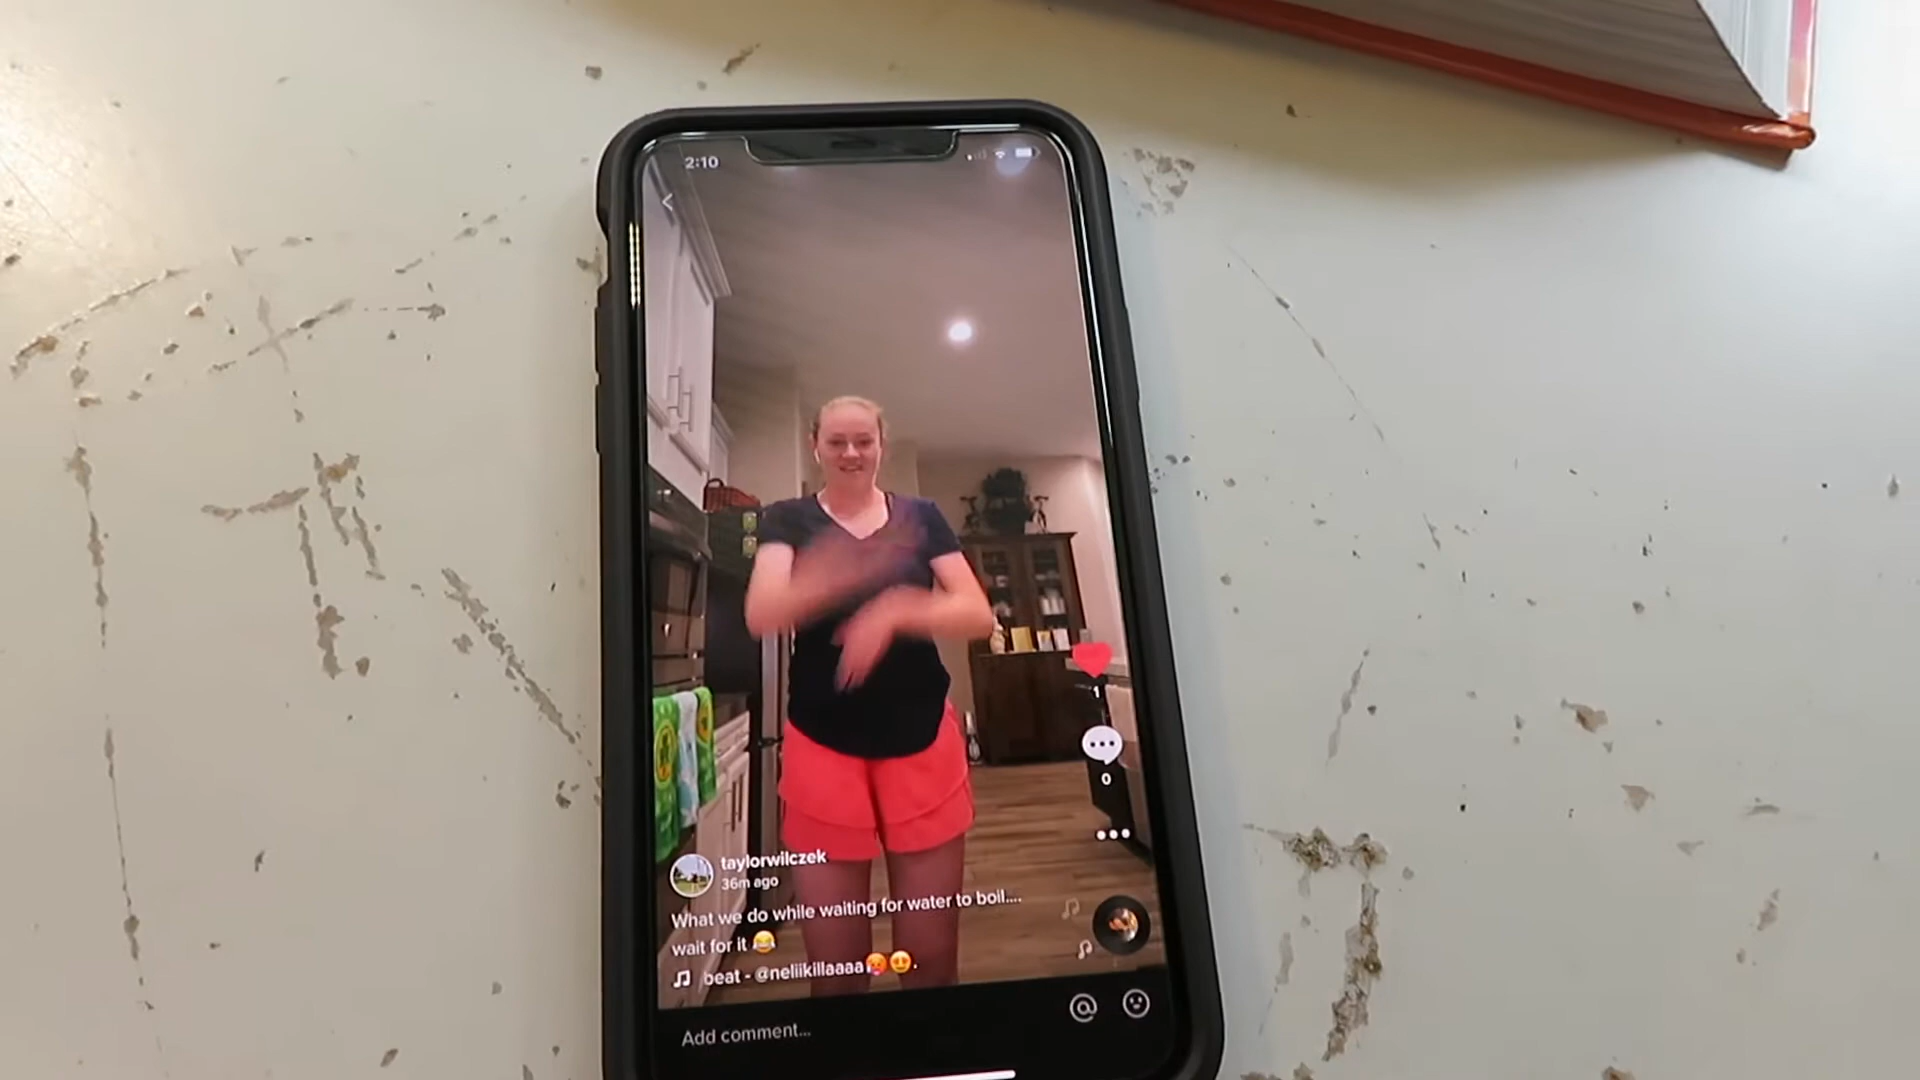 2:10
1
0
taylorwilczek
36m ago
What we do while waiting for water to boil....
wait for it 😂
beat - @neliikillaaaa🥵😍.
Add comment...